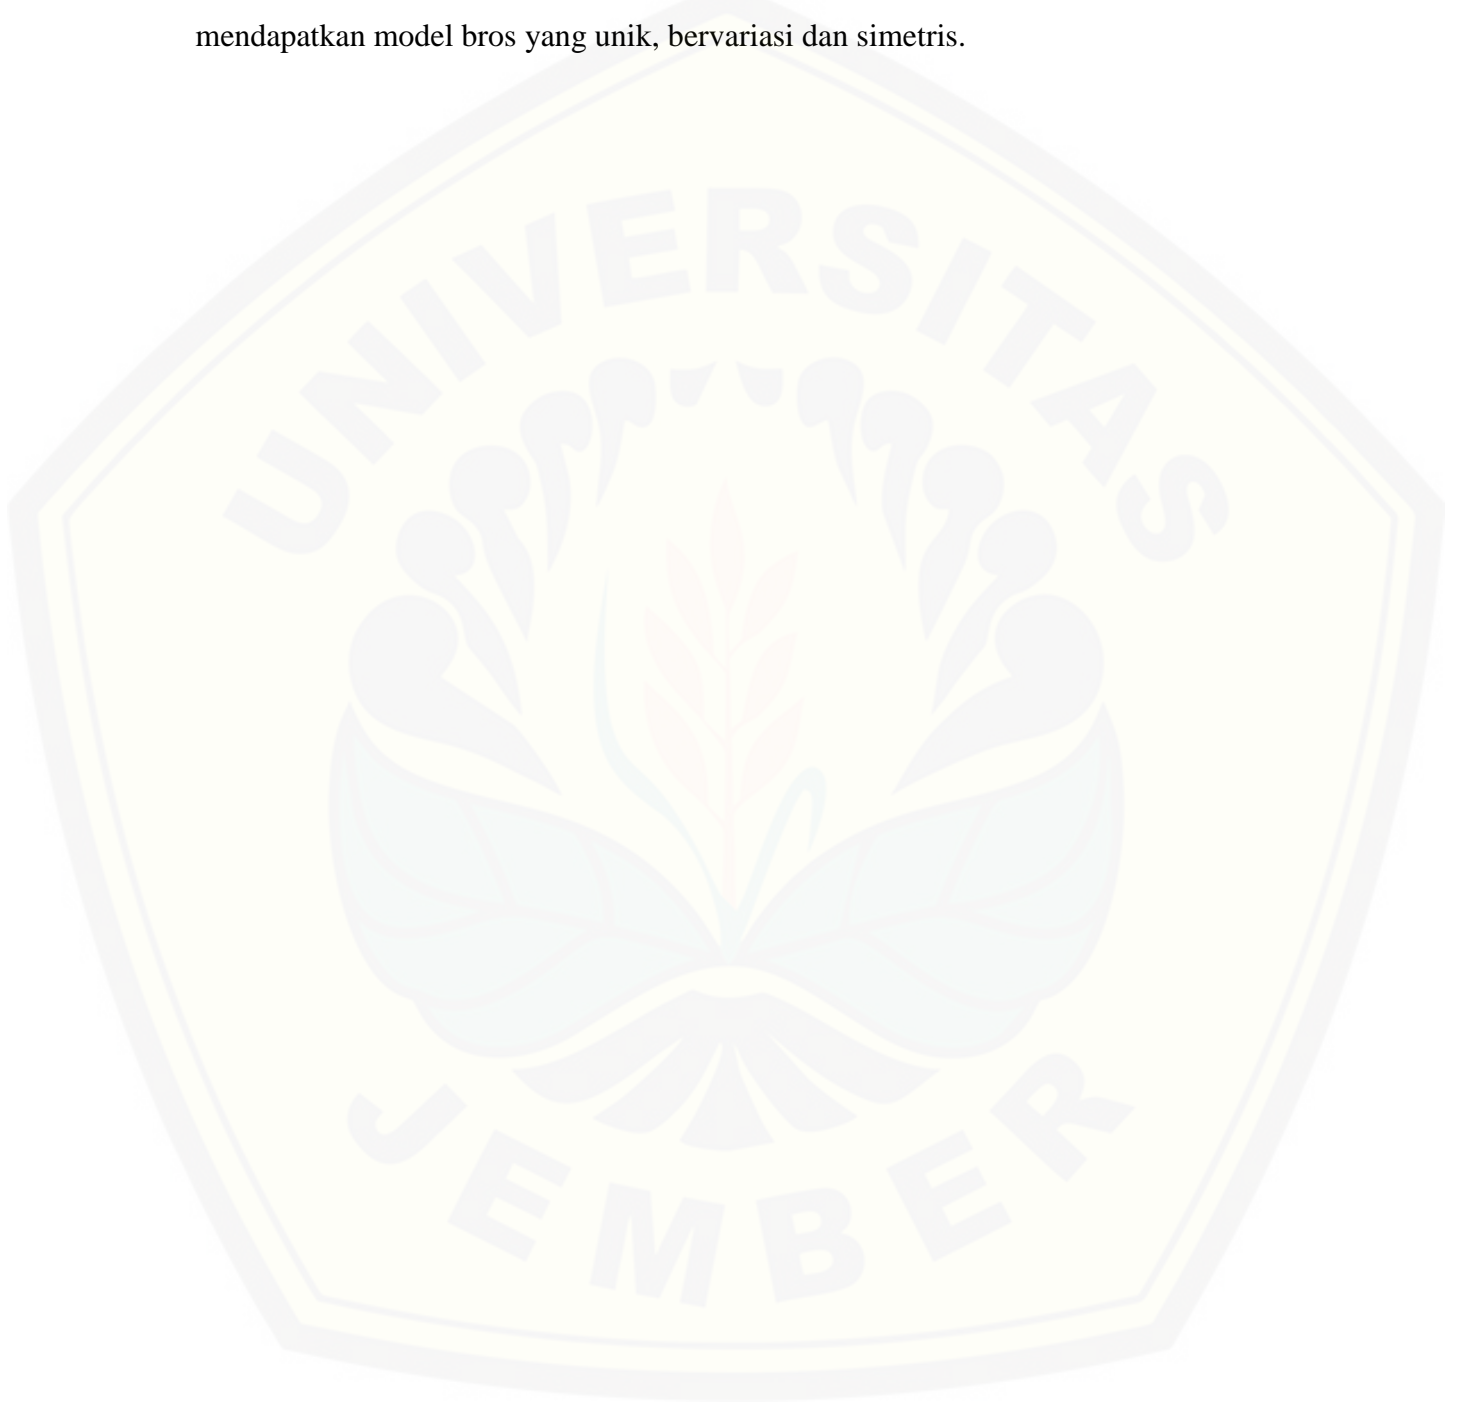 mendapatkan model bros yang unik, bervariasi dan simetris.
UNIVERSITAS
JEMBER